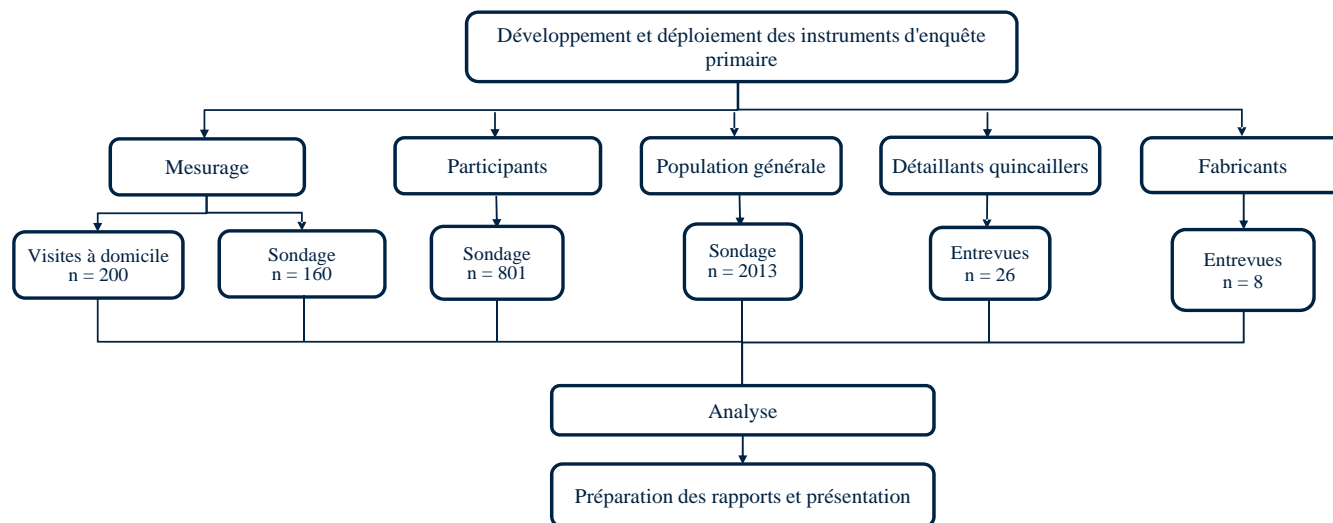 Développement et déploiement des instruments d'enquête
primaire
Mesurage
Participants
Population générale
Détaillants quincaillers
Fabricants
Visites à domicile
n = 200
Sondage
n = 160
Sondage
n = 801
Sondage
n = 2013
Entrevues
n = 26
Entrevues
n = 8
Analyse
Préparation des rapports et présentation